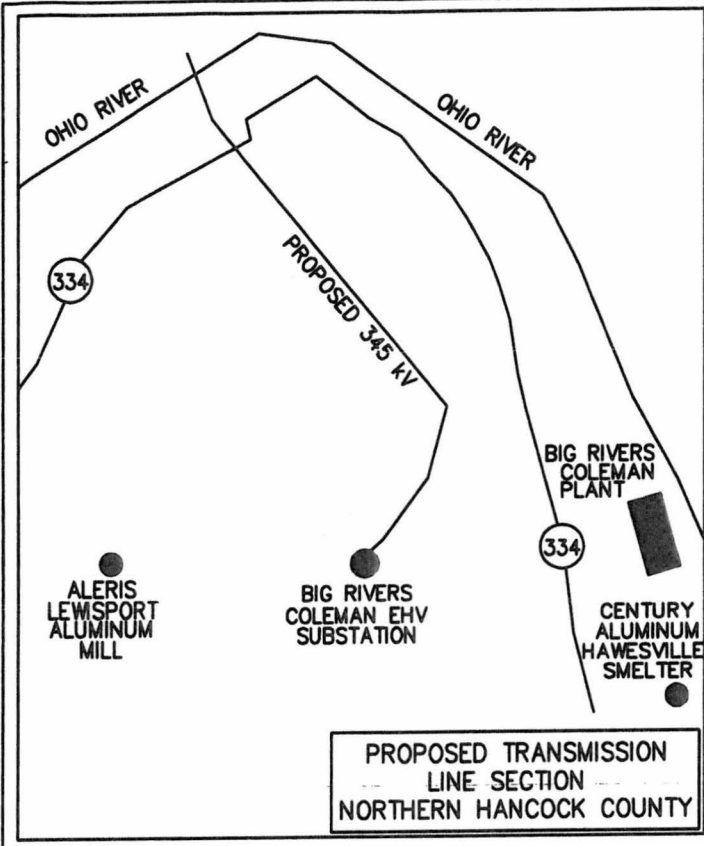 OHIO RIVER
OHIO RIVER
334
PROPOSED 345 kV
BIG RIVERS
COLEMAN
PLANT
334
ALERIS
LEWISPORT
ALUMINUM
MILL
BIG RIVERS
COLEMAN EHV
SUBSTATION
CENTURY
ALUMINUM
HAWESVILLE
SMELTER
PROPOSED TRANSMISSION
LINE SECTION
NORTHERN HANCOCK COUNTY